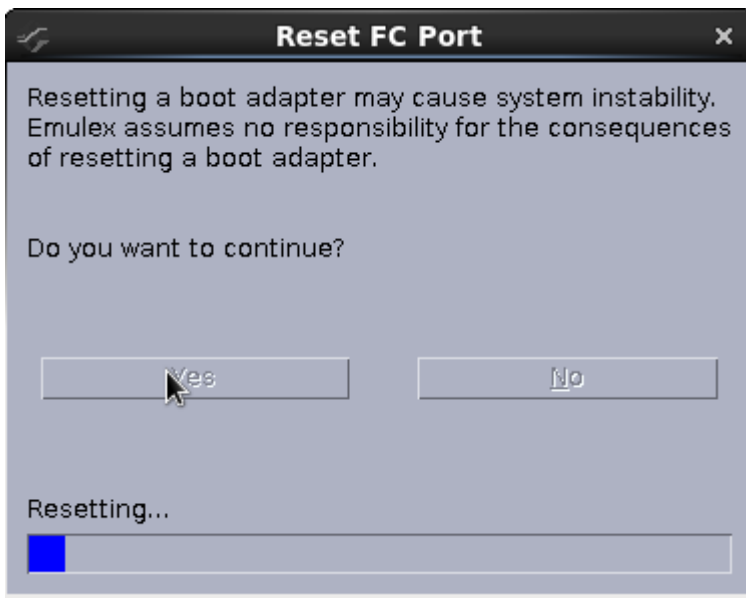 Reset FC Port
Resetting a boot adapter may cause system instability.
Emulex assumes no responsibility for the consequences
of resetting a boot adapter.
Do you want to continue?
Yes No
Resetting...